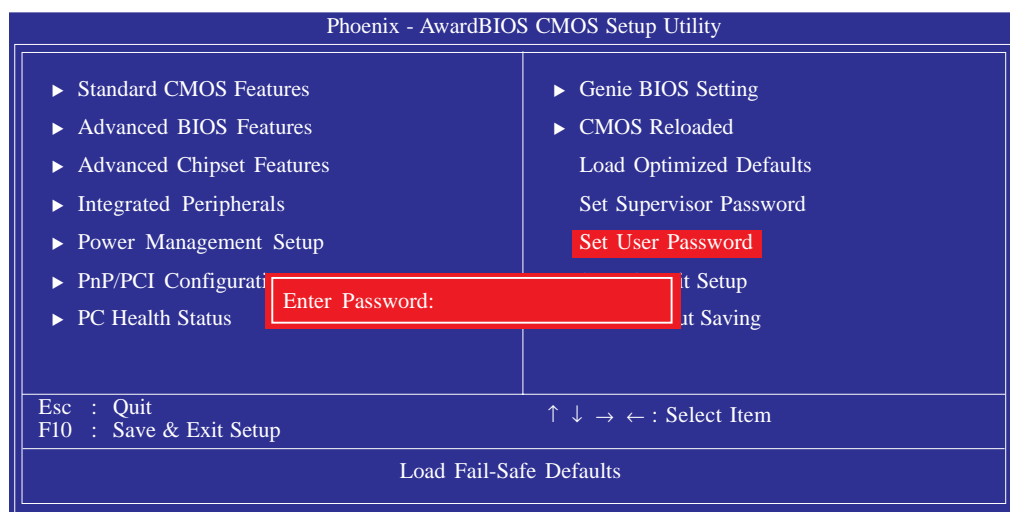 Phoenix - AwardBIOS CMOS Setup Utility
▶ Standard CMOS Features
▶ Advanced BIOS Features
▶ Advanced Chipset Features
▶ Integrated Peripherals
▶ Power Management Setup
▶ PnP/PCI Configurati
▶ PC Health Status
▶ Genie BIOS Setting
▶ CMOS Reloaded
Load Optimized Defaults
Set Supervisor Password
Set User Password
it Setup
ut Saving
Enter Password:
Esc : Quit
F10 : Save & Exit Setup
↑ ↓ → ← : Select Item
Load Fail-Safe Defaults